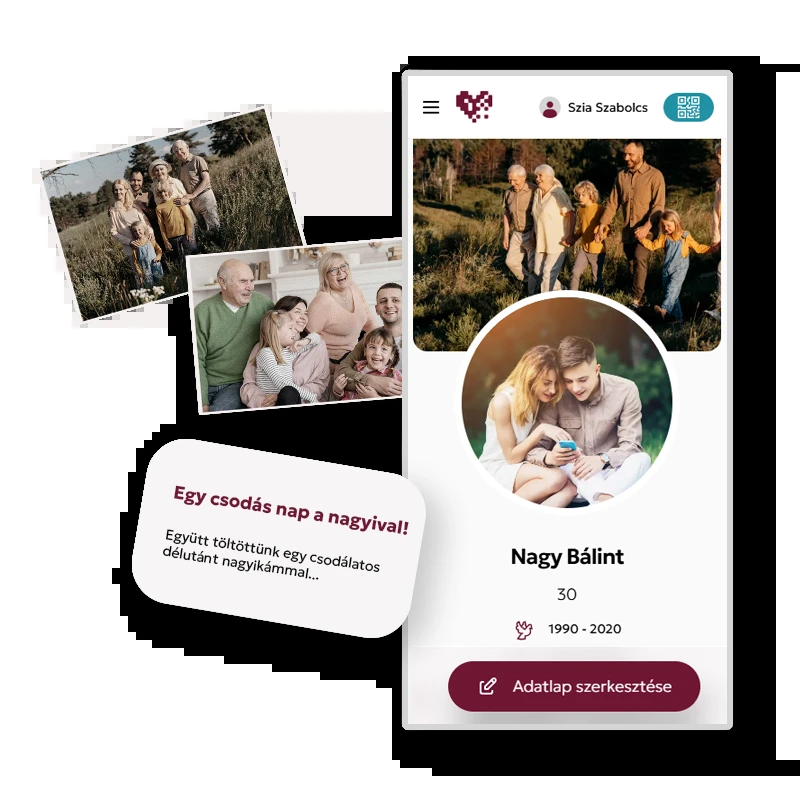 Szia Szabolcs
Egy csodás nap a nagyival!
Együtt töltöttünk egy csodálatos
délutánt nagyikámmal...
Nagy Bálint
30
1990 - 2020
Adatlap szerkesztése